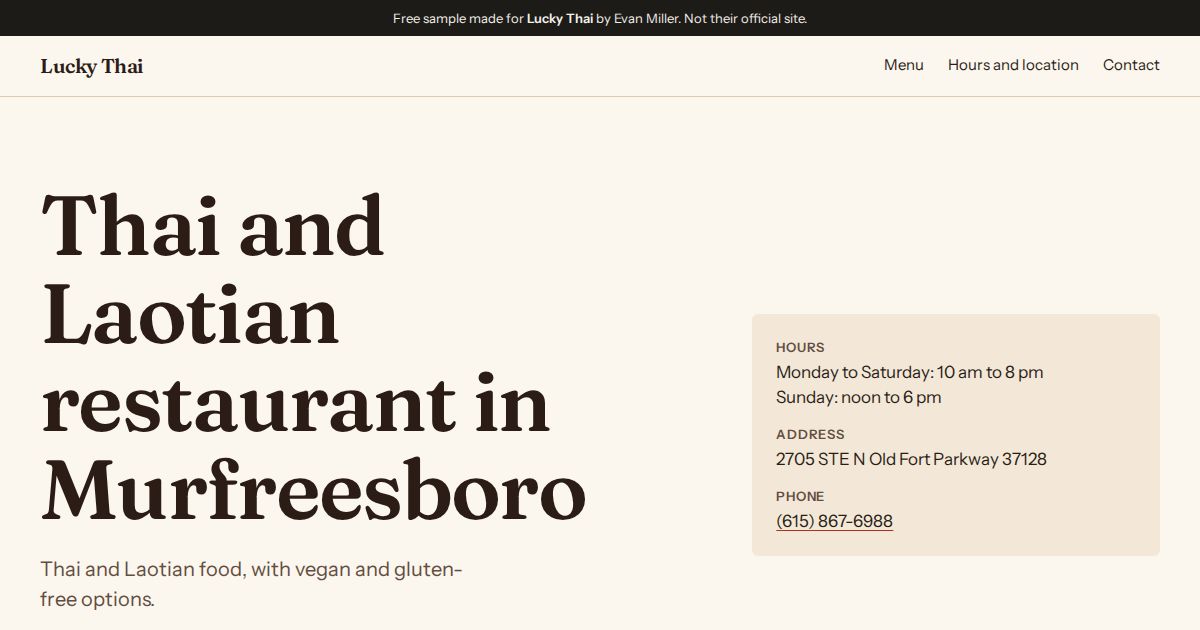 Free sample made for Lucky Thai by Evan Miller. Not their official site.
Lucky Thai
Menu
Hours and location
Contact
Thai and
Laotian
restaurant in
Murfreesboro
Thai and Laotian food, with vegan and gluten-
free options.
HOURS
Monday to Saturday: 10 am to 8 pm
Sunday: noon to 6 pm
ADDRESS
2705 STE N Old Fort Parkway 37128
PHONE
(615) 867-6988